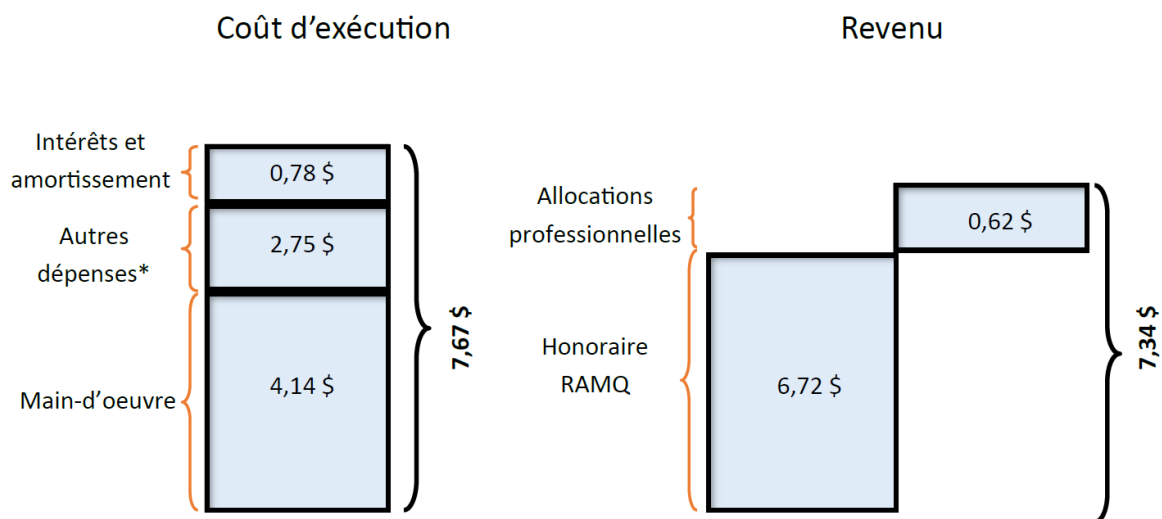 Coût d'exécution
Intérêts et
amortissement
0,78 $
Autres
dépenses*
2,75 $
Main-d'oeuvre
4,14 $
7,67 $
Revenu
Allocations
professionnelles
0,62 $
Honoraire
RAMQ
6,72 $
7,34 $